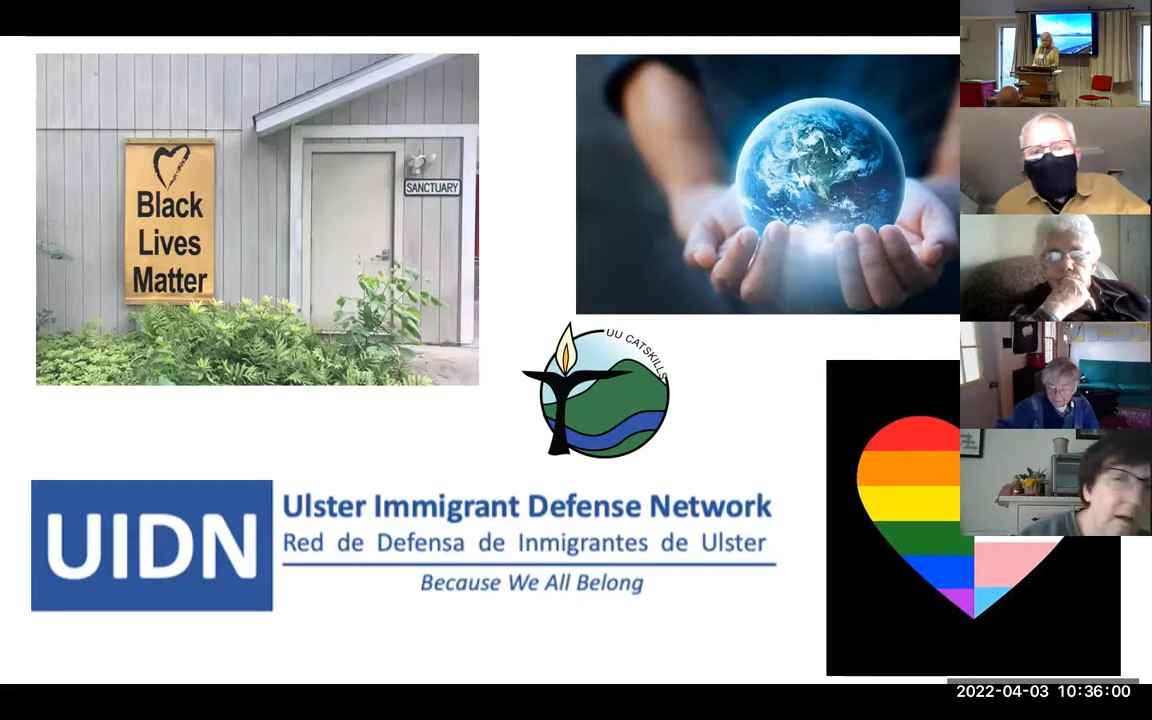 Black
Lives
Matter
SANCTUARY
UU CATSKILLS
UIDN
Ulster Immigrant Defense Network
Red de Defensa de Inmigrantes de Ulster
Because We All Belong
2022-04-03 10:36:00